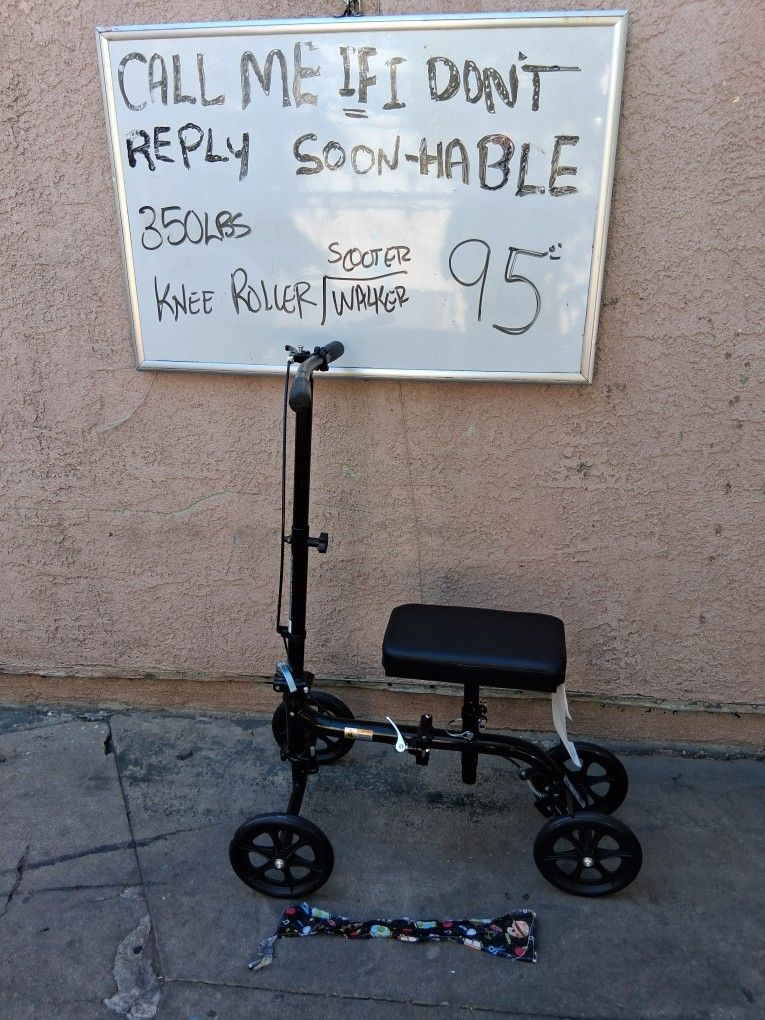 CALL ME IF I DON'T
REPLY SOON-HABLE
350LBS
SCOOTER
KNEE ROLLER/WALKER
95